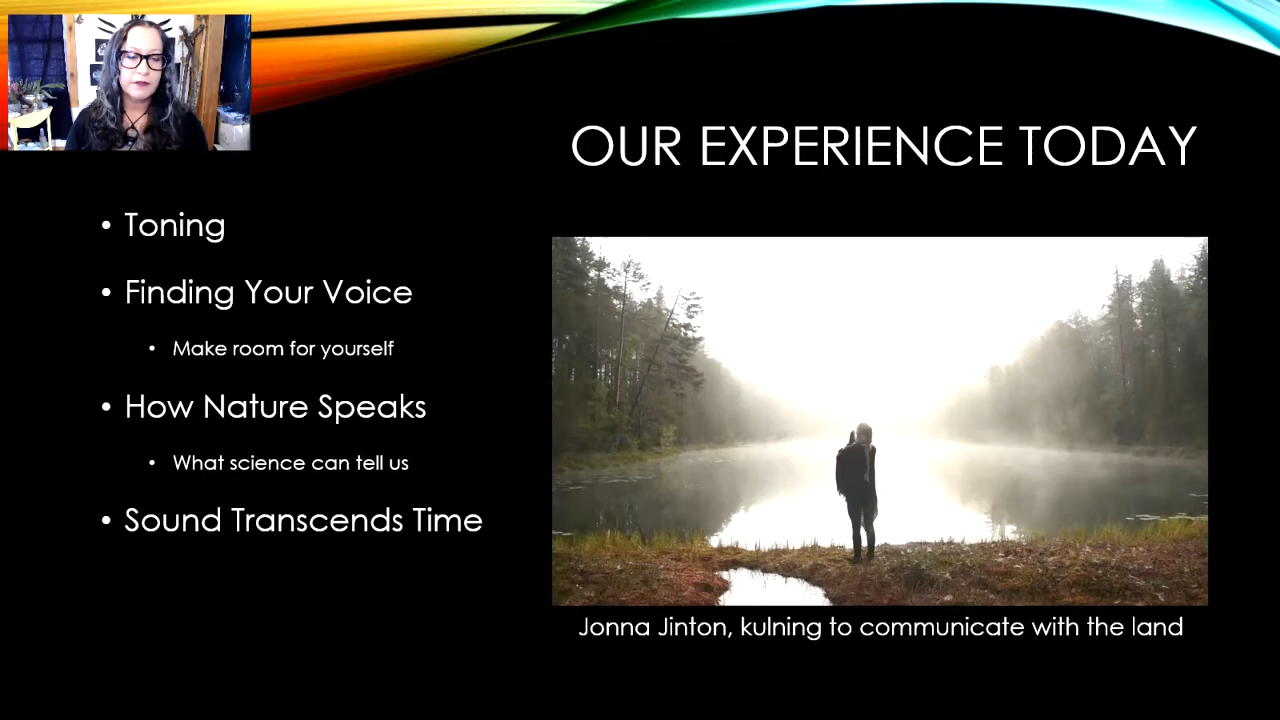 OUR EXPERIENCE TODAY
• Toning
• Finding Your Voice
• Make room for yourself
• How Nature Speaks
• What science can tell us
• Sound Transcends Time
Jonna Jinton, kulning to communicate with the land